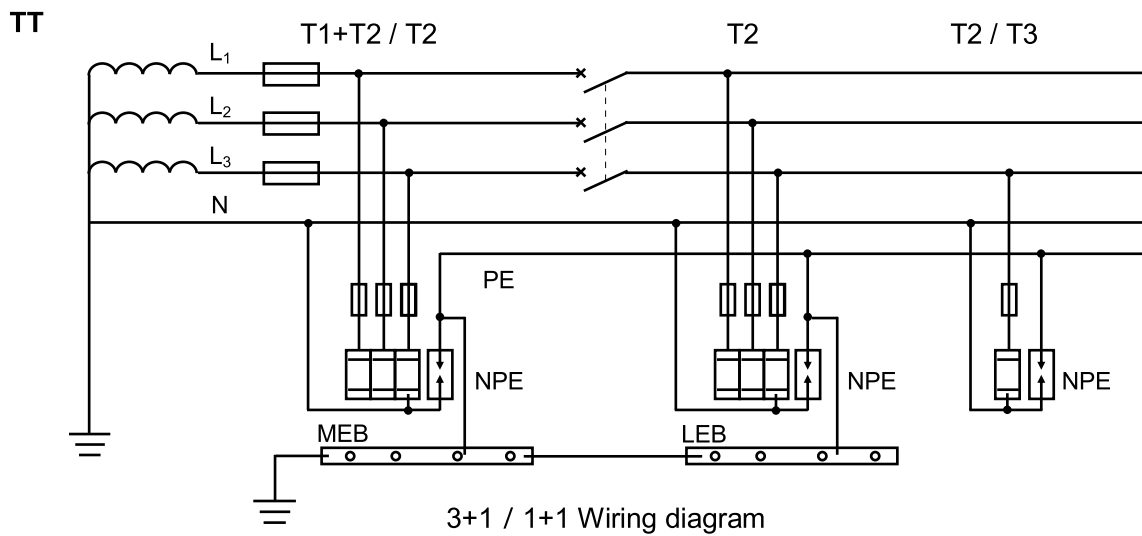 TT
T1+T2 / T2
T2
T2 / T3
L1
L2
L3
N
PE
NPE
NPE
NPE
MEB
LEB
3+1 / 1+1 Wiring diagram